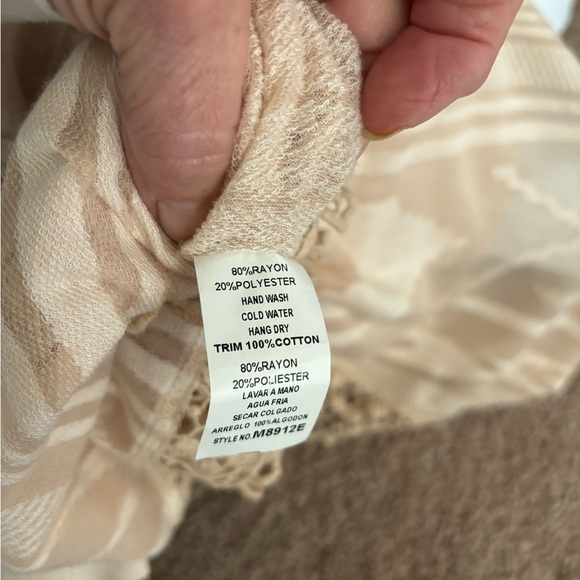 80%RAYON
20%POLYESTER
HAND WASH
COLD WATER
HANG DRY
TRIM 100%COTTON
80%RAYON
20%POLIESTER
LAVAR A MANO
AGUA FRIA
SECAR COLGADO
ARREGLO 100%ALGODON
STYLE NO.M8912E